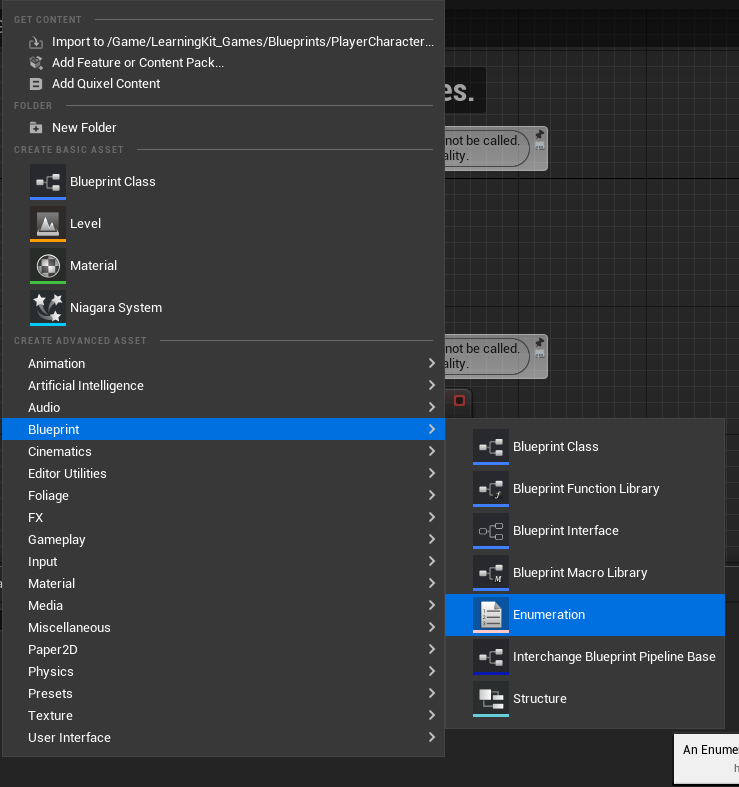 GET CONTENT
Import to /Game/LearningKit_Games/Blueprints/PlayerCharacter...
Add Feature or Content Pack...
Add Quixel Content
FOLDER
New Folder
CREATE BASIC ASSET
Blueprint Class
Level
Material
Niagara System
CREATE ADVANCED ASSET
Animation
Artificial Intelligence
Audio
Blueprint
Cinematics
Editor Utilities
Foliage
FX
Gameplay
Input
Material
Media
Miscellaneous
Paper2D
Physics
Presets
Texture
User Interface
es.
not be called.
ality.
not be called.
ality.
Blueprint Class
Blueprint Function Library
Blueprint Interface
Blueprint Macro Library
Enumeration
Interchange Blueprint Pipeline Base
Structure
An Enume